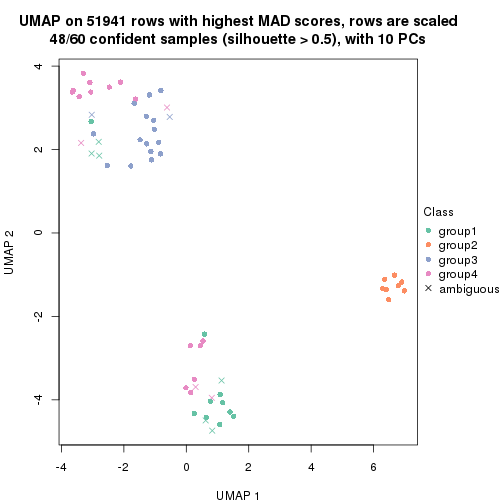 UMAP on 51941 rows with highest MAD scores, rows are scaled
48/60 confident samples (silhouette > 0.5), with 10 PCs
4
2
0
-2
-4
UMAP 2
-4
-2
0
2
4
6
UMAP 1
Class
group1
group2
group3
group4
ambiguous